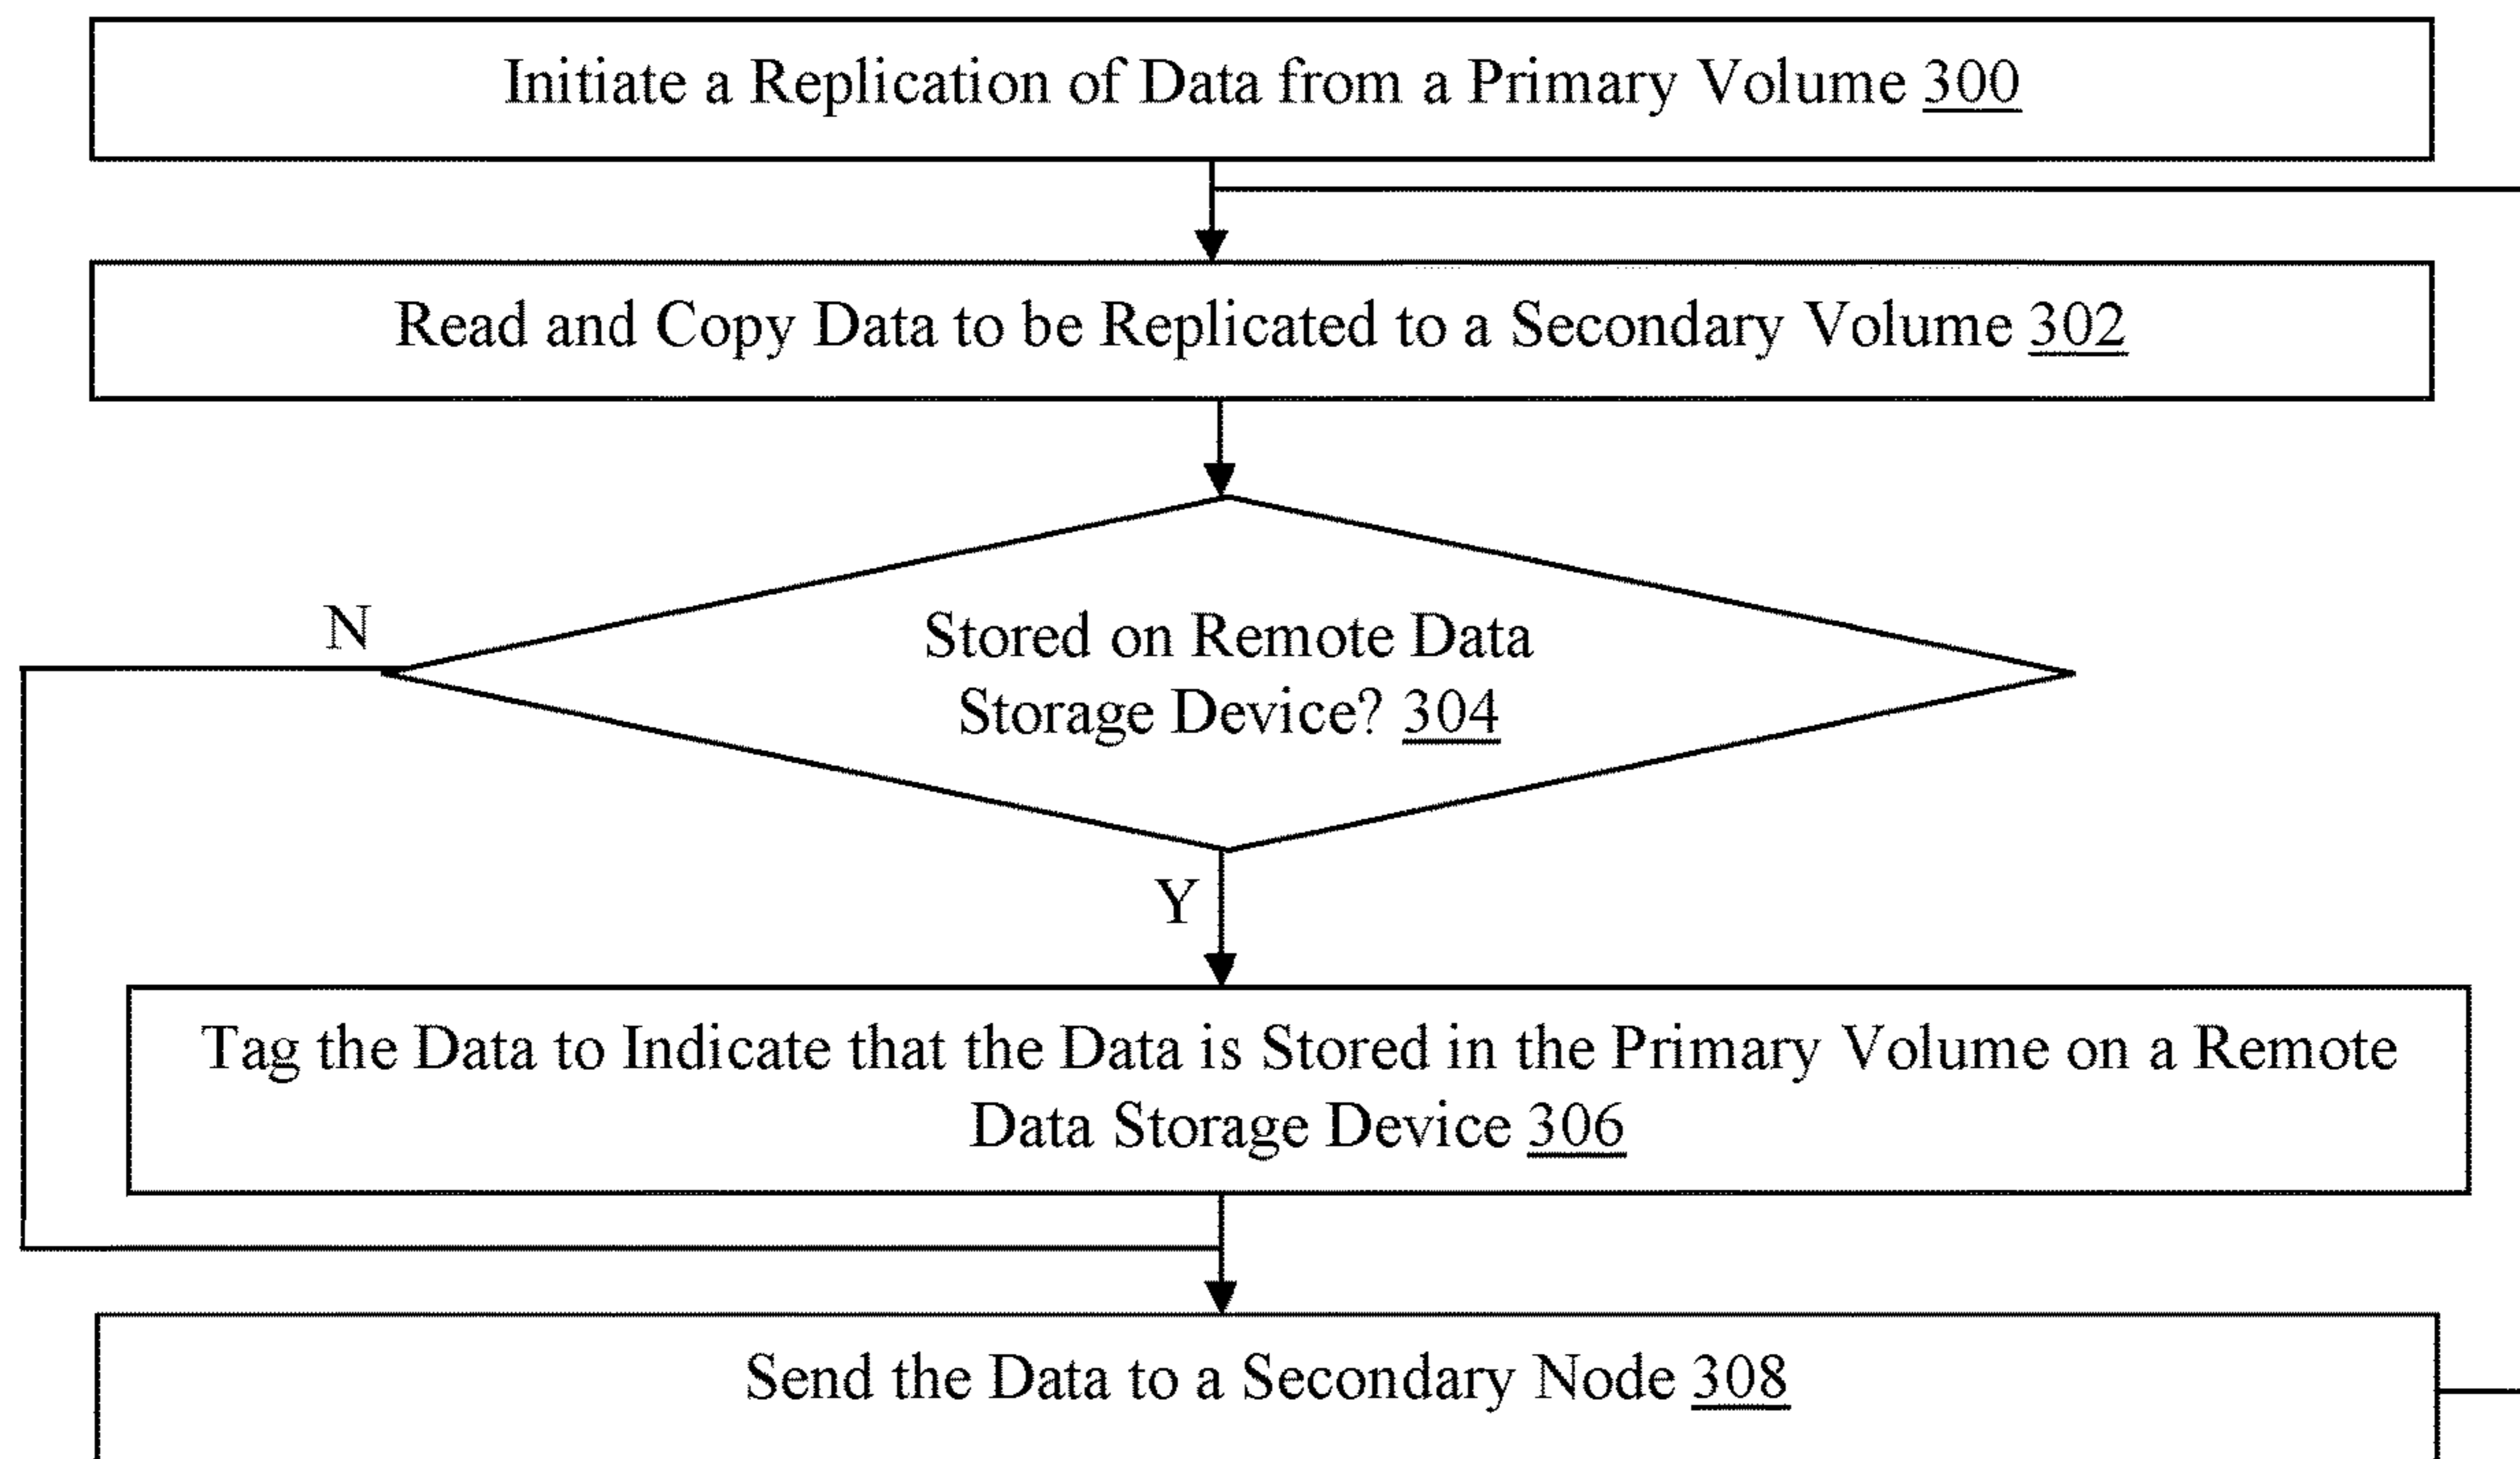 Initiate a Replication of Data from a Primary Volume 300
Read and Copy Data to be Replicated to a Secondary Volume 302
N
Stored on Remote Data
Storage Device? 304
Y
Tag the Data to Indicate that the Data is Stored in the Primary Volume on a Remote
Data Storage Device 306
Send the Data to a Secondary Node 308